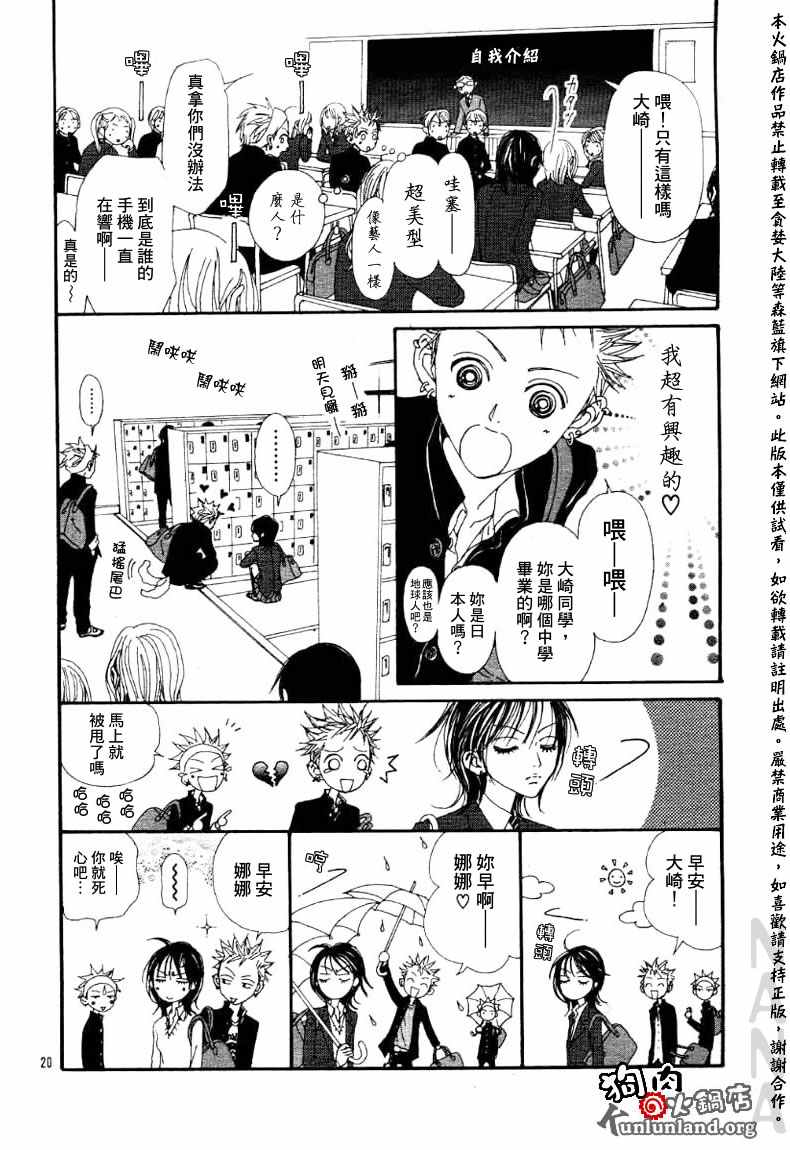 自我介紹
喂！只有這樣嗎
大崎——
カタッ
哇塞——
超美型
像藝人一樣
是什
麼人？
嗶
嗶
嗶
真拿你們沒辦法
到底是誰的
手機一直
在響啊——
真是的～
我超有興趣的♡
喂—喂—
大崎同學，
妳是哪個中學
畢業的啊？
妳是日
本人嗎？
應該也是
地球人吧？
鬧哄哄
鬧哄哄
明天見囉—
掰—掰
……
……
猛搖尾巴
轉頭
馬上就
被甩了嗎
哈哈
哈哈
哈哈
早安——
大崎！
轉頭
妳早啊——
娜娜♡
哼
早安——
娜娜
唉——
你就死
心吧…
20
狗肉
火鍋店
Kunlunland.org
NANA
本火鍋店作品禁止轉載至貪婪大陸等森藍旗下網站。此版本僅供試看，如欲轉載請註明出處。嚴禁商業用途，如喜歡請支持正版，謝謝合作。